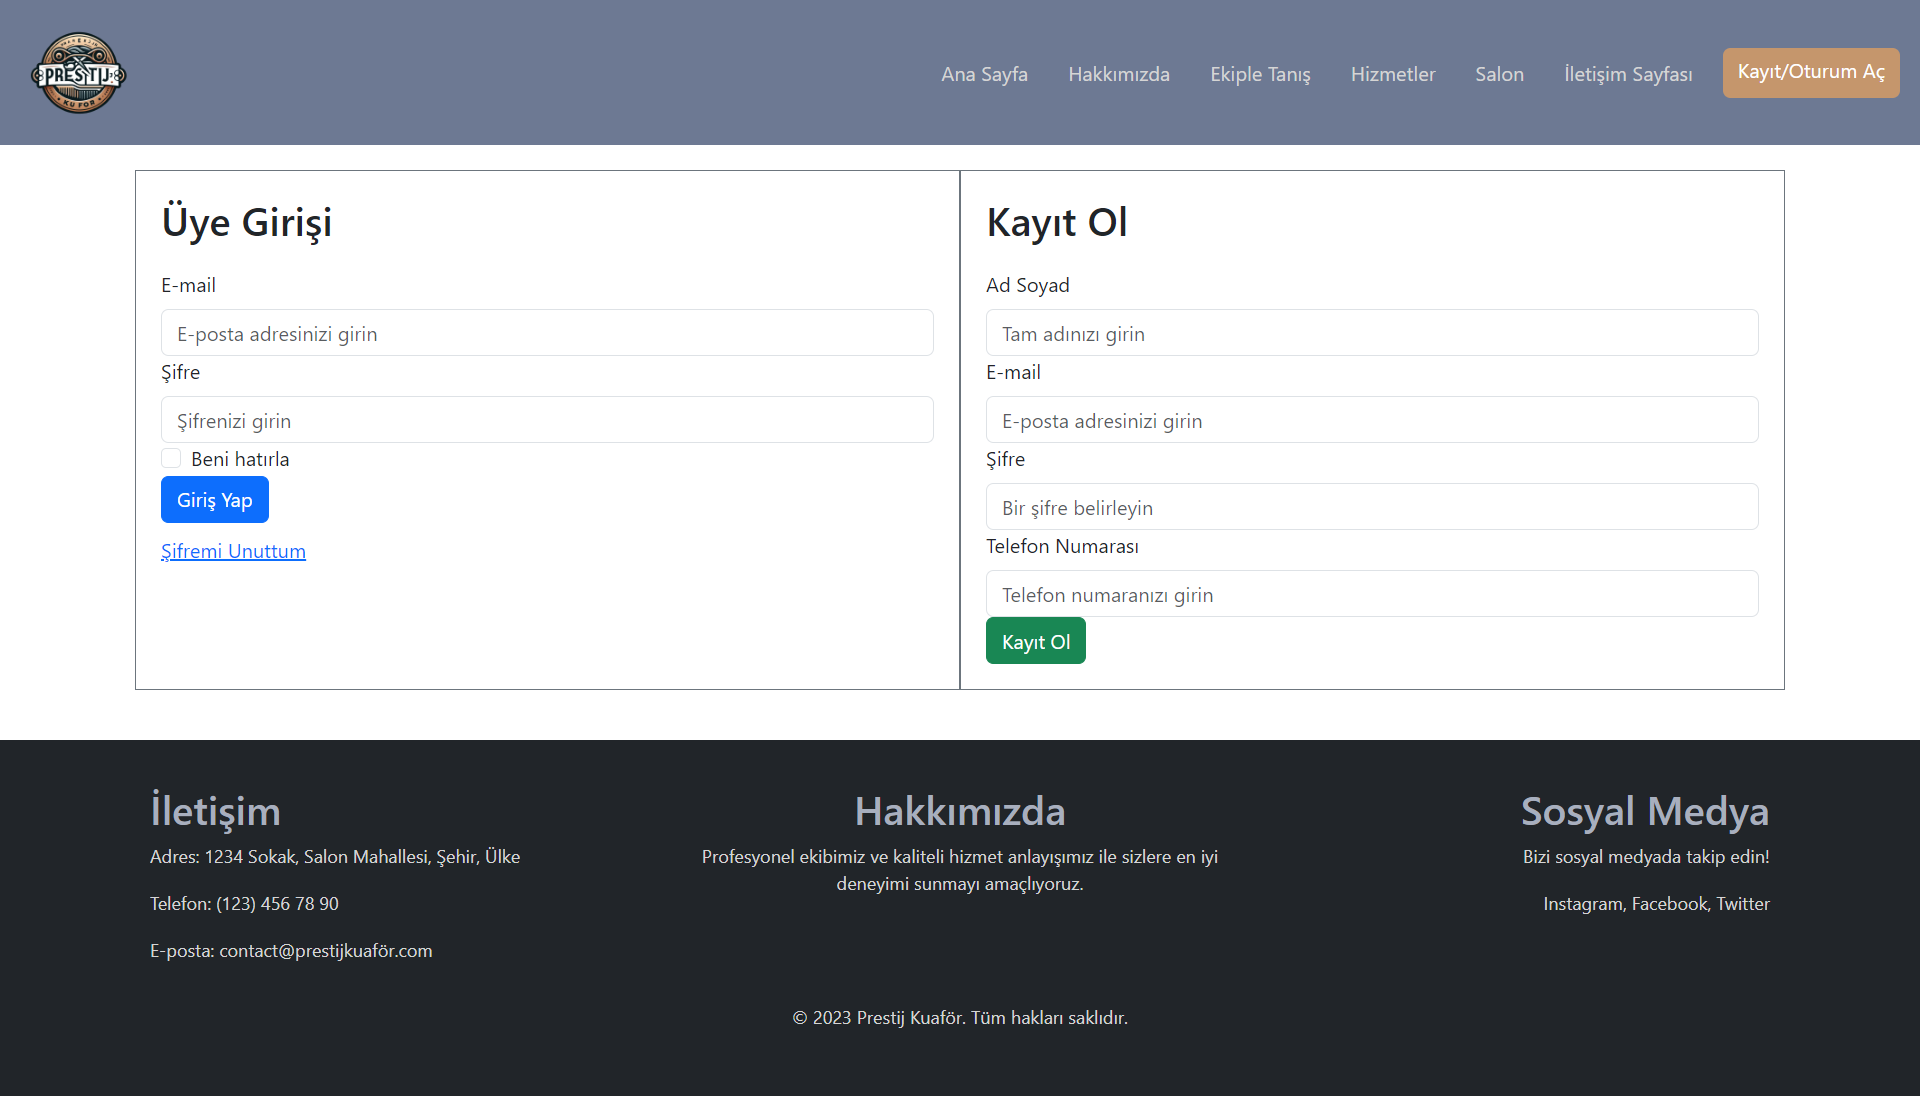 PRESTIJ
KU FÖR
Ana Sayfa
Hakkımızda
Ekiple Tanış
Hizmetler
Salon
İletişim Sayfası
Kayıt/Oturum Aç
Üye Girişi
E-mail
E-posta adresinizi girin
Şifre
Şifrenizi girin
Beni hatırla
Giriş Yap
Şifremi Unuttum
Kayıt Ol
Ad Soyad
Tam adınızı girin
E-mail
E-posta adresinizi girin
Şifre
Bir şifre belirleyin
Telefon Numarası
Telefon numaranızı girin
Kayıt Ol
İletişim
Adres: 1234 Sokak, Salon Mahallesi, Şehir, Ülke
Telefon: (123) 456 78 90
E-posta: contact@prestijkuaför.com
Hakkımızda
Profesyonel ekibimiz ve kaliteli hizmet anlayışımız ile sizlere en iyi
deneyimi sunmayı amaçlıyoruz.
Sosyal Medya
Bizi sosyal medyada takip edin!
Instagram, Facebook, Twitter
© 2023 Prestij Kuaför. Tüm hakları saklıdır.